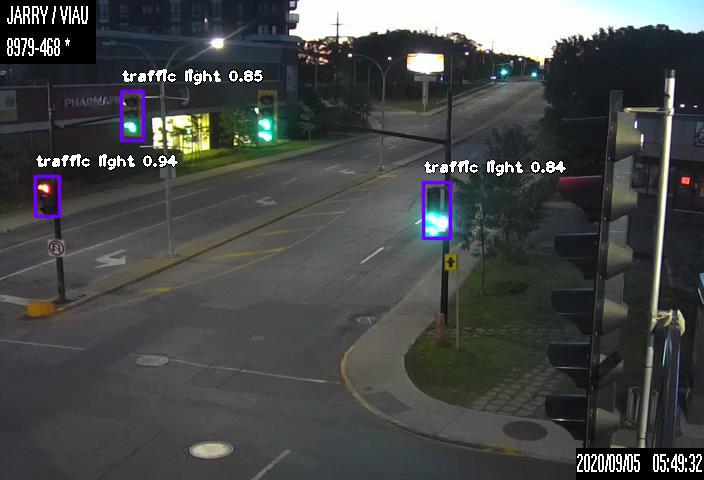 JARRY / VIAU
8979-468 *
traffic light 0.85
PHARMAPR
traffic light 0.94
traffic light 0.84
2020/09/05 05:49:32